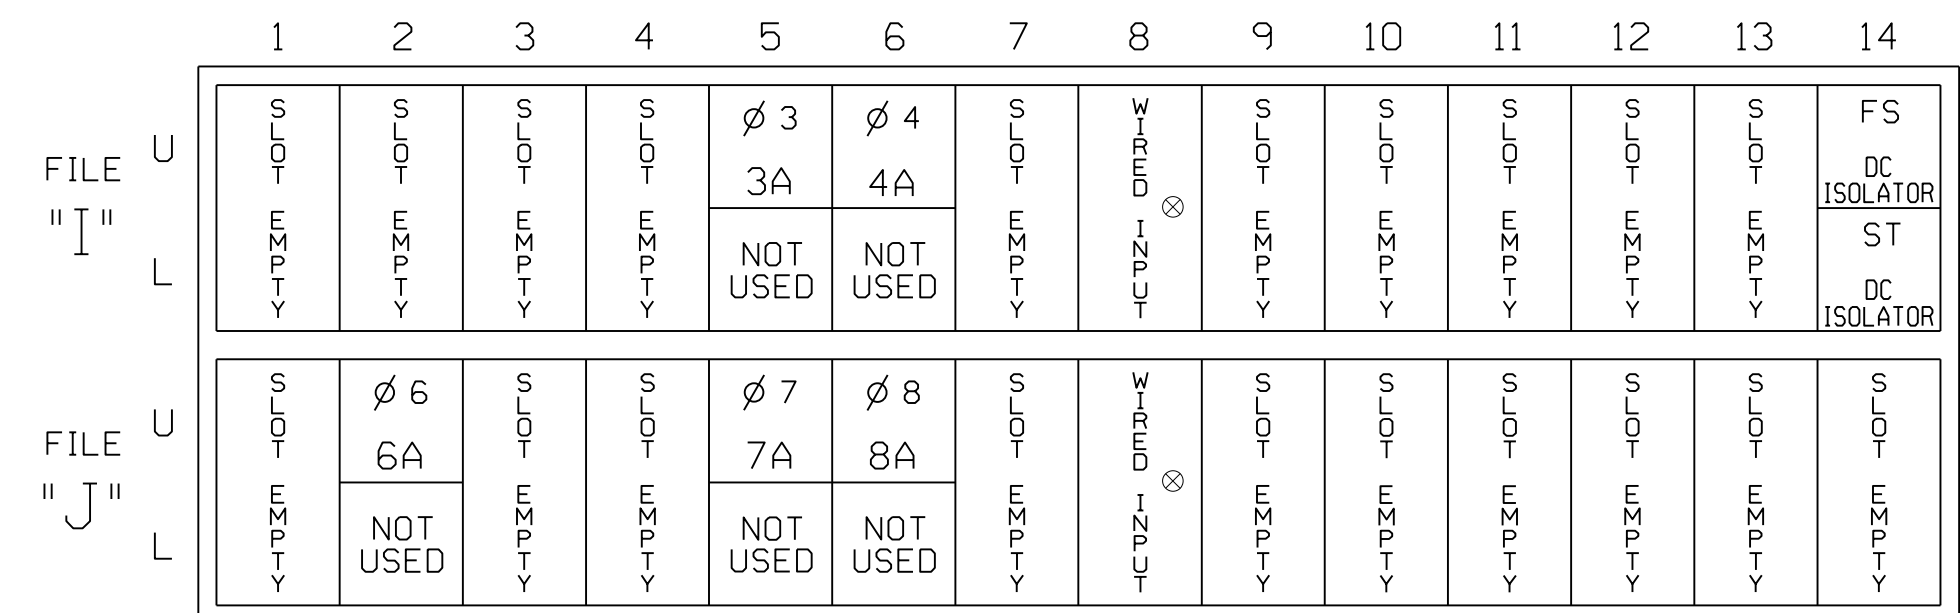 1 2 3 4 5 6 7 8 9 10 11 12 13 14
FILE "I"
U
L
SLOT EMPTY
SLOT EMPTY
SLOT EMPTY
SLOT EMPTY
Ø 3
3A
NOT
USED
Ø 4
4A
NOT
USED
SLOT EMPTY
WIRED INPUT
SLOT EMPTY
SLOT EMPTY
SLOT EMPTY
SLOT EMPTY
SLOT EMPTY
FS
DC
ISOLATOR
ST
DC
ISOLATOR
FILE "J"
U
L
SLOT EMPTY
Ø 6
6A
NOT
USED
SLOT EMPTY
SLOT EMPTY
Ø 7
7A
NOT
USED
Ø 8
8A
NOT
USED
SLOT EMPTY
WIRED INPUT
SLOT EMPTY
SLOT EMPTY
SLOT EMPTY
SLOT EMPTY
SLOT EMPTY
SLOT EMPTY